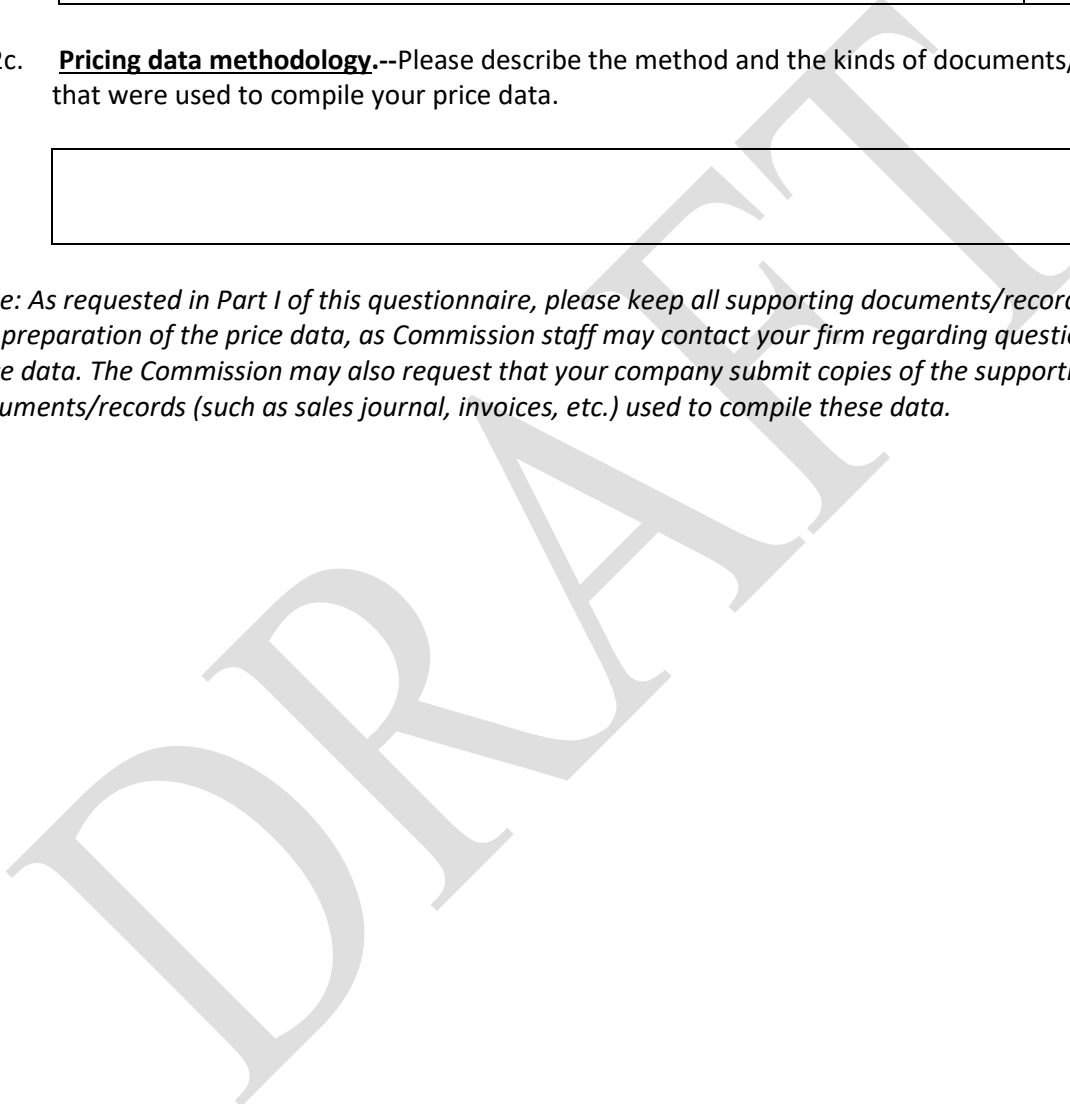 2c. Pricing data methodology.--Please describe the method and the kinds of documents/
that were used to compile your price data.
e: As requested in Part I of this questionnaire, please keep all supporting documents/record
preparation of the price data, as Commission staff may contact your firm regarding questio
e data. The Commission may also request that your company submit copies of the supporti
uments/records (such as sales journal, invoices, etc.) used to compile these data.
DRAFT